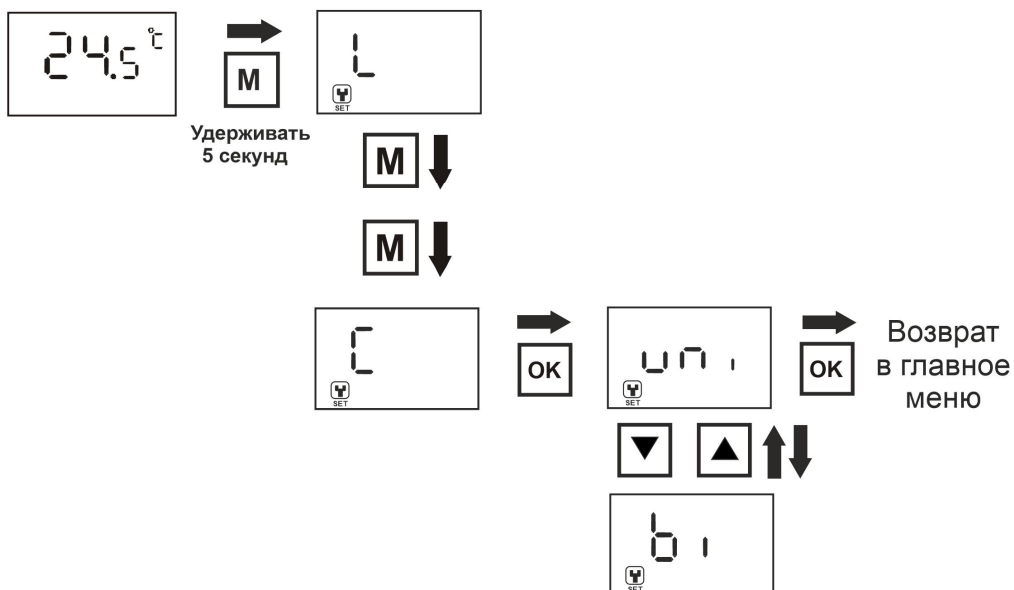 24.5°C
M
Удерживать
5 секунд
L
SET
M
M
C
SET
OK
uni
SET
OK
Возврат
в главное
меню
▼ ▲
bi
SET